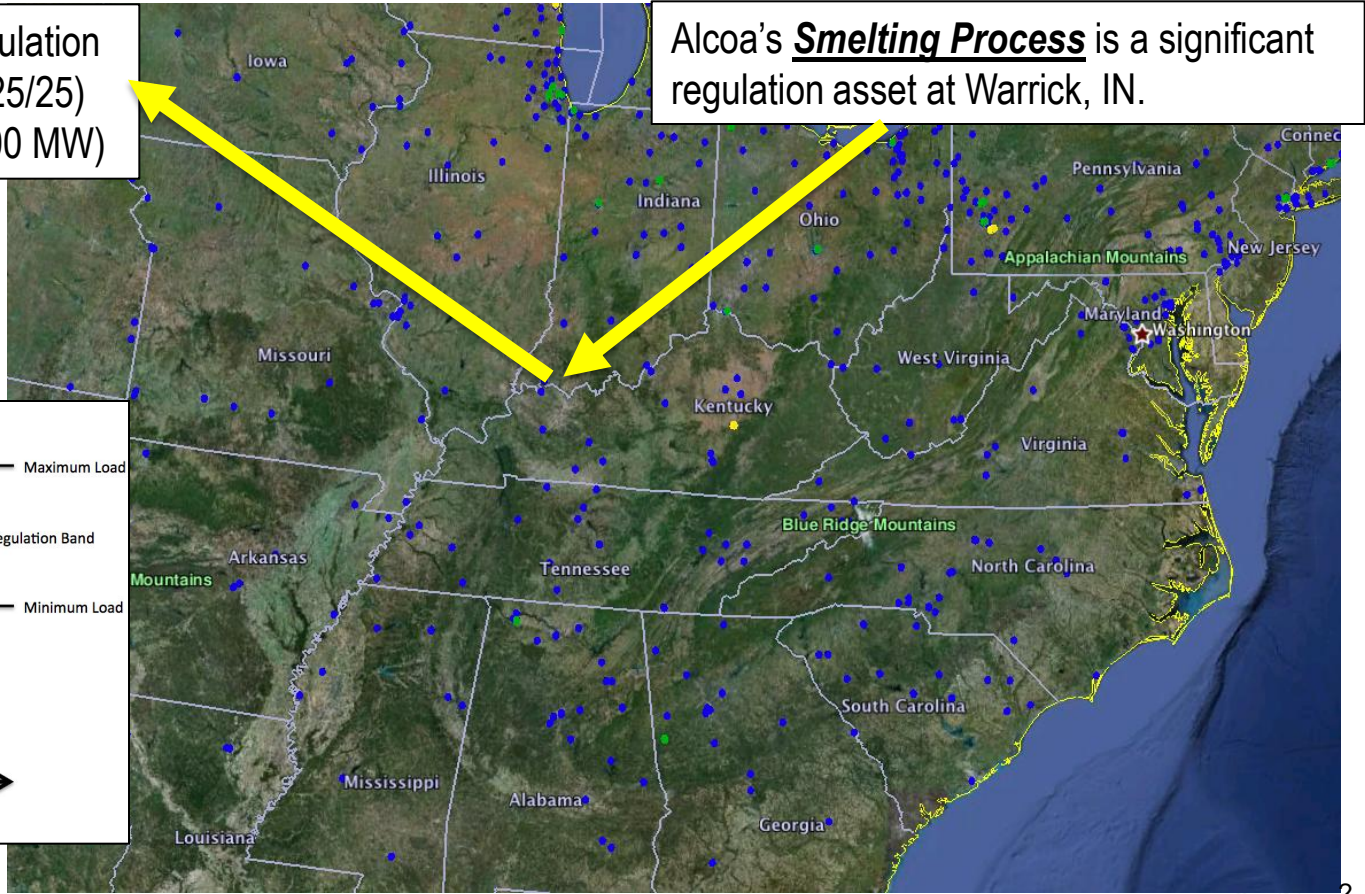 ulation
25/25)
00 MW)
Alcoa's Smelting Process is a significant
regulation asset at Warrick, IN.
Iowa
Connec
Pennsylvania
Illinois
Indiana
Ohio
New Jersey
Appalachian Mountains
Maryland
Washington
Missouri
West Virginia
Kentucky
Virginia
Maximum Load
egulation Band
Minimum Load
Blue Ridge Mountains
Arkansas
Mountains
Tennessee
North Carolina
South Carolina
Mississippi
Alabama
Georgia
Louisiana